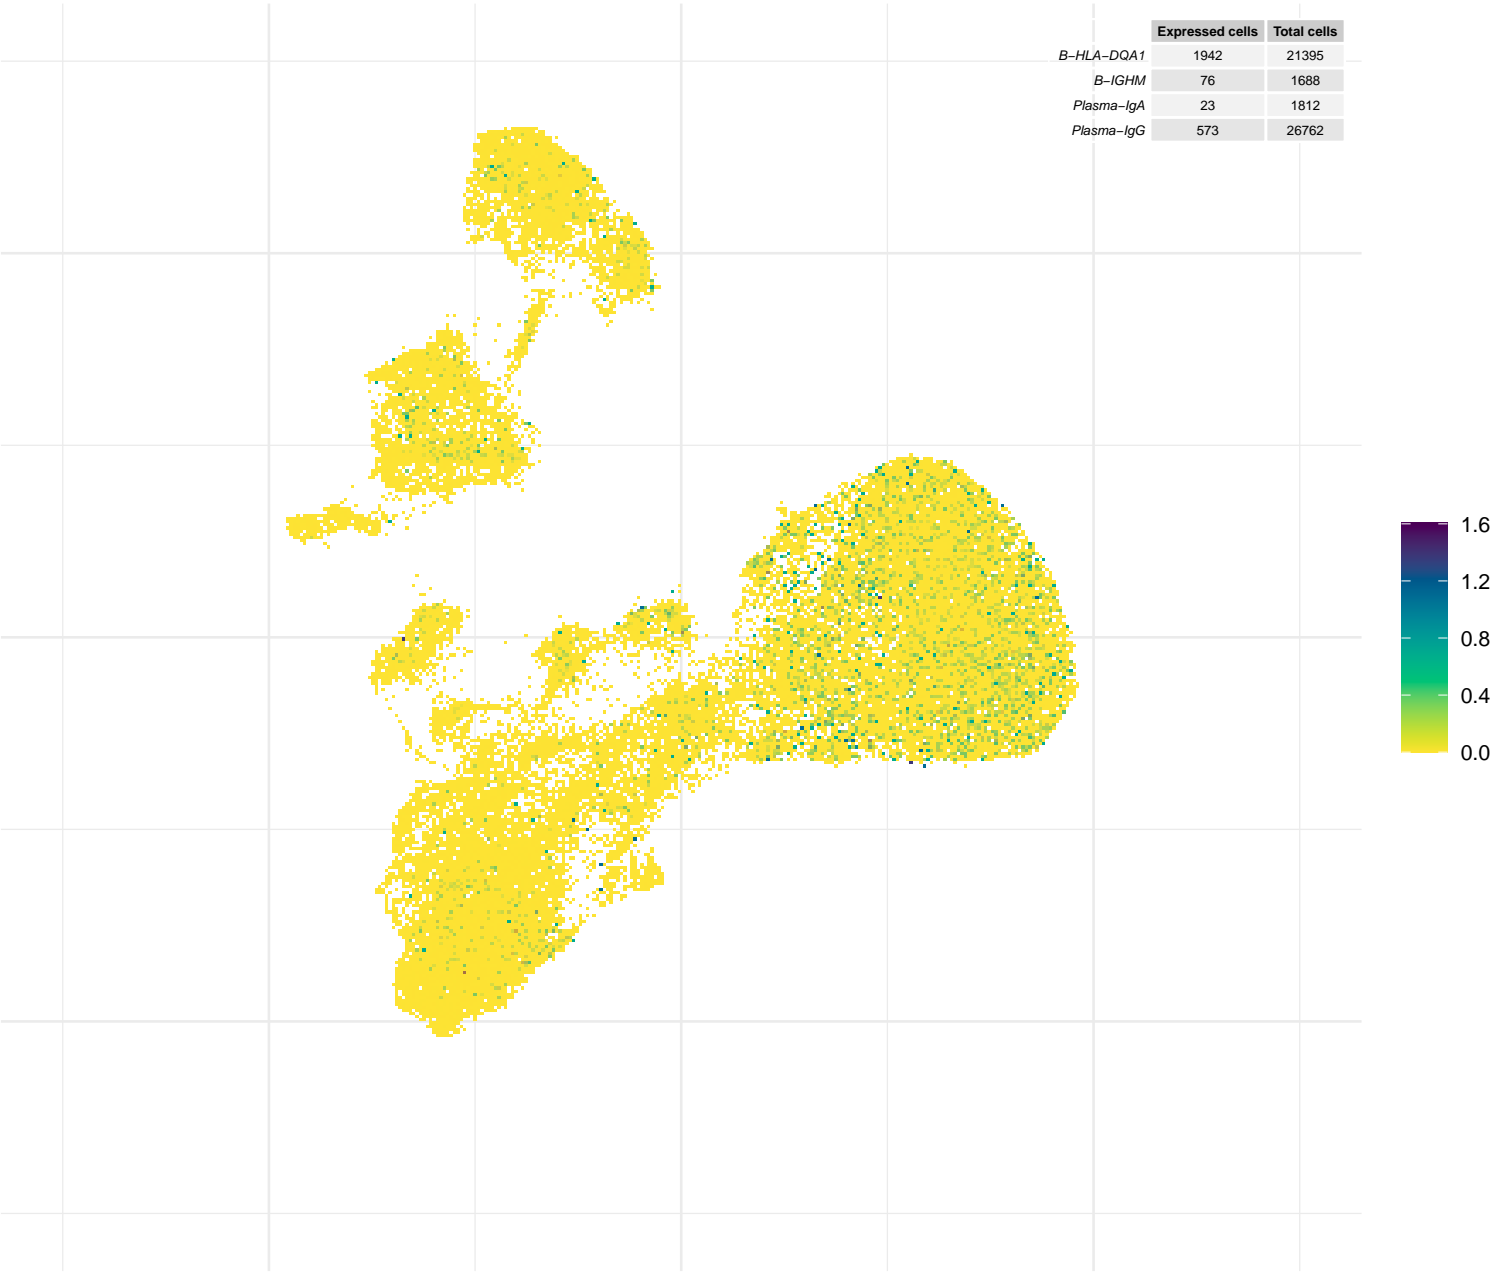 Expressed cells Total cells
B−HLA−DQA1 1942 21395
B−IGHM 76 1688
Plasma−IgA 23 1812
Plasma−IgG 573 26762
1.6
1.2
0.8
0.4
0.0